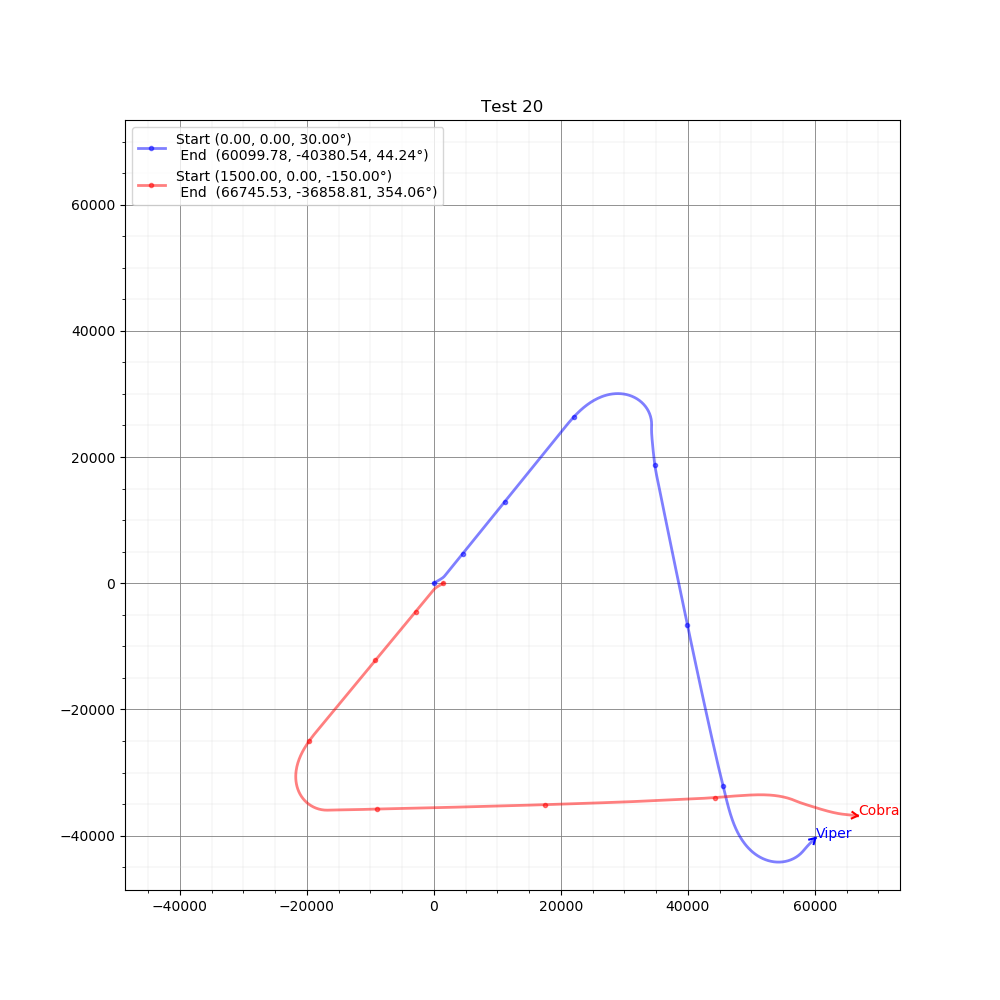 Test 20
Start (0.00, 0.00, 30.00°)
End (60099.78, -40380.54, 44.24°)
Start (1500.00, 0.00, -150.00°)
End (66745.53, -36858.81, 354.06°)
60000
40000
20000
0
−20000
−40000
Cobra
Viper
−40000 −20000 0 20000 40000 60000